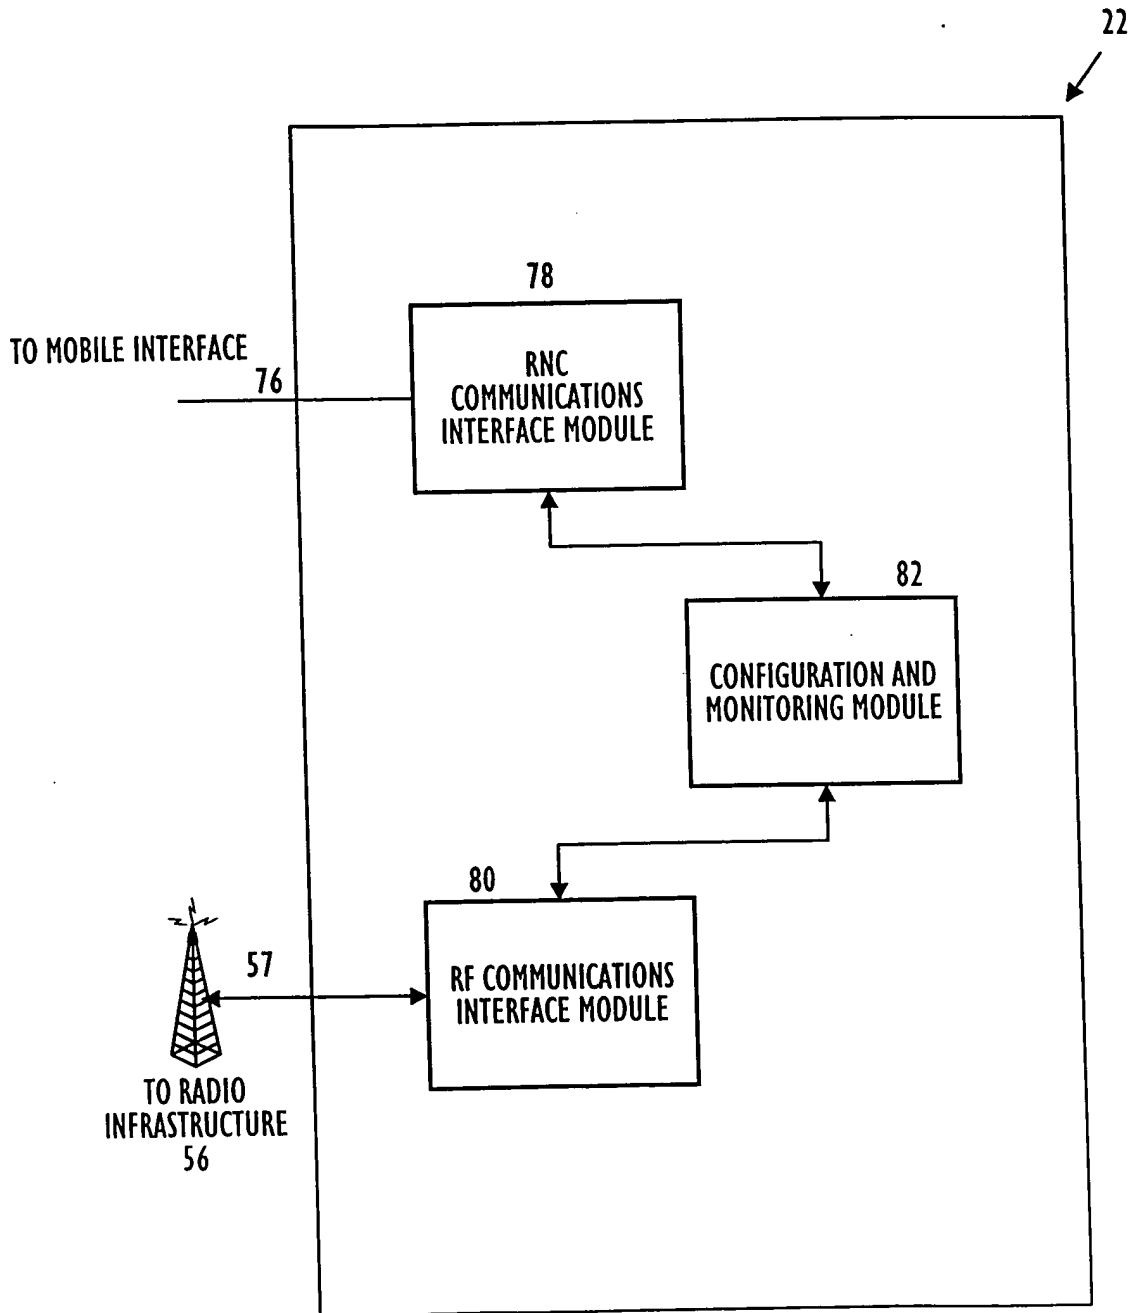 22
78
TO MOBILE INTERFACE
76
RNC
COMMUNICATIONS
INTERFACE MODULE
82
CONFIGURATION AND
MONITORING MODULE
80
57
RF COMMUNICATIONS
INTERFACE MODULE
TO RADIO
INFRASTRUCTURE
56